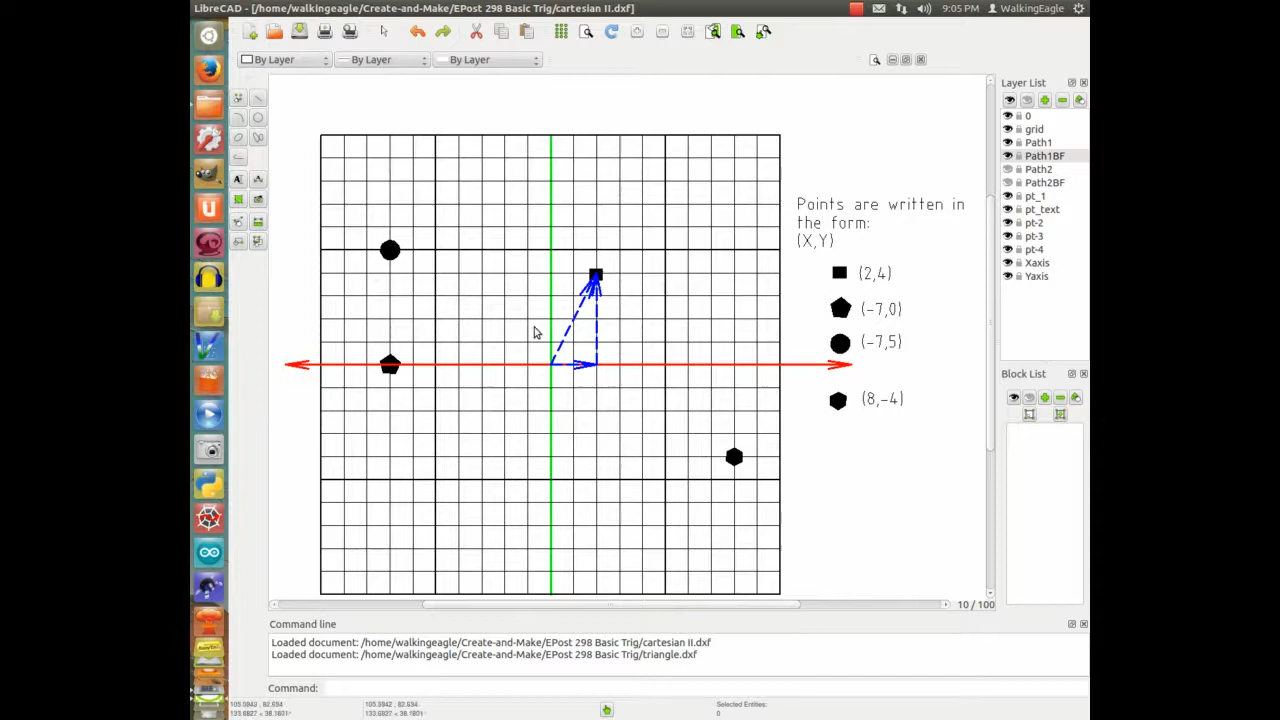 LibreCAD - [/home/walkingeagle/Create-and-Make/EPost 298 Basic Trig/cartesian II.dxf]
9:05 PM
WalkingEagle
By Layer
By Layer
By Layer
Layer List
0
grid
Path1
Path1BF
Path2
Path2BF
pt_1
pt_text
pt-2
pt-3
pt-4
Xaxis
Yaxis
Points are written in
the form:
(X,Y)
(2,4)
(-7,0)
(-7,5)
(8,-4)
Block List
10 / 100
Command line
Loaded document: /home/walkingeagle/Create-and-Make/EPost 298 Basic Trig/cartesian II.dxf
Loaded document: /home/walkingeagle/Create-and-Make/EPost 298 Basic Trig/triangle.dxf
Command:
Selected Entities:
0